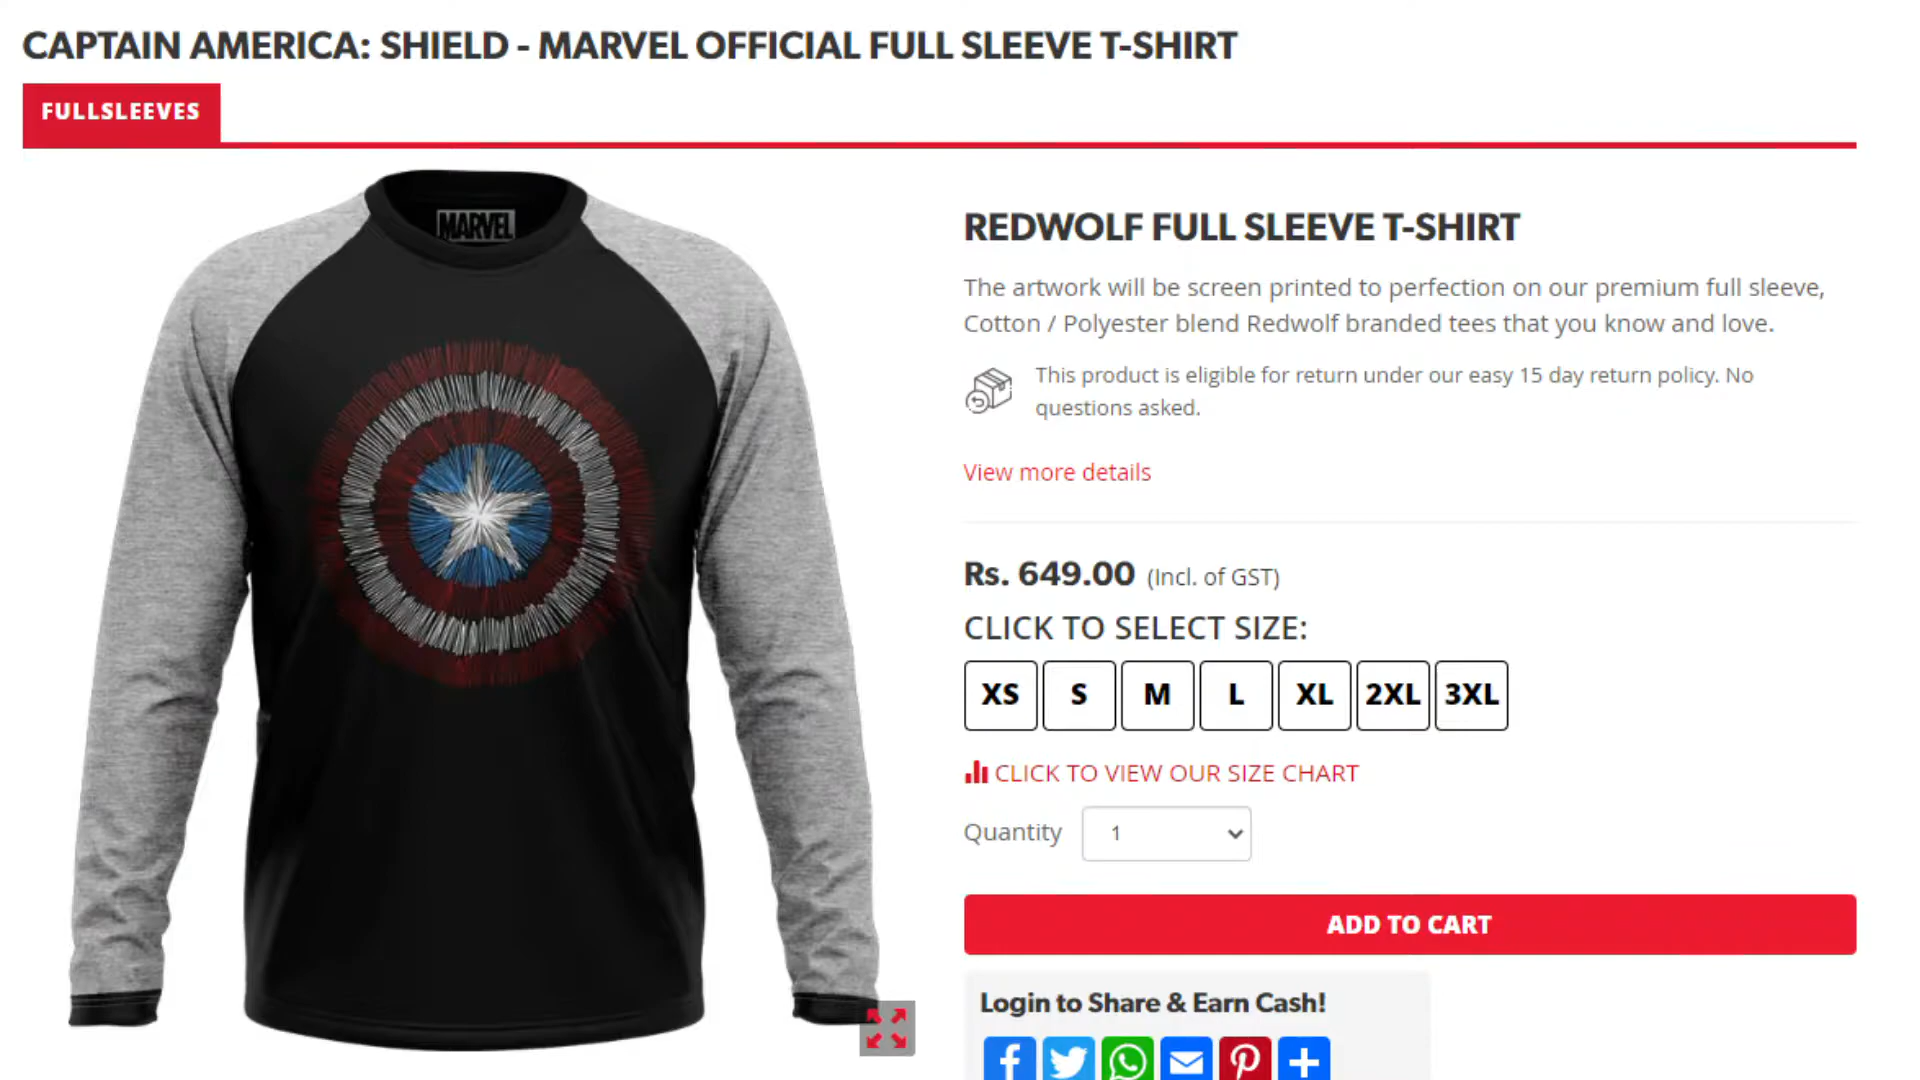 CAPTAIN AMERICA: SHIELD - MARVEL OFFICIAL FULL SLEEVE T-SHIRT
FULLSLEEVES
MARVEL
REDWOLF FULL SLEEVE T-SHIRT
The artwork will be screen printed to perfection on our premium full sleeve,
Cotton / Polyester blend Redwolf branded tees that you know and love.
This product is eligible for return under our easy 15 day return policy. No
questions asked.
View more details
Rs. 649.00 (Incl. of GST)
CLICK TO SELECT SIZE:
XS S M L XL 2XL 3XL
CLICK TO VIEW OUR SIZE CHART
Quantity 1
ADD TO CART
Login to Share & Earn Cash!